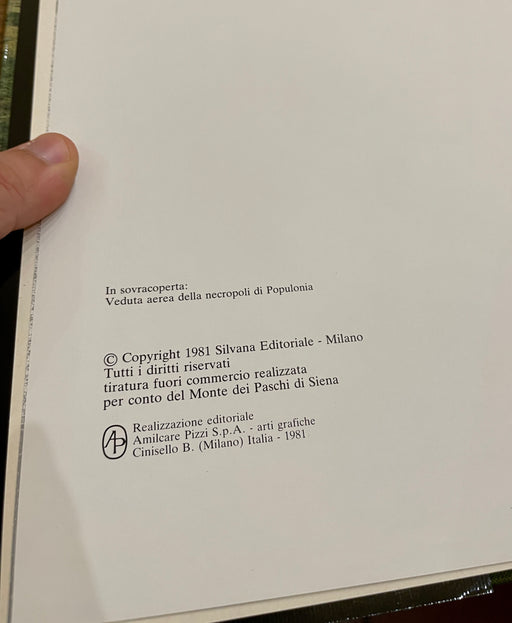 In sovracoperta:
Veduta aerea della necropoli di Populonia
© Copyright 1981 Silvana Editoriale - Milano
Tutti i diritti riservati
tiratura fuori commercio realizzata
per conto del Monte dei Paschi di Siena
AP
Realizzazione editoriale
Amilcare Pizzi S.p.A. - arti grafiche
Cinisello B. (Milano) Italia - 1981